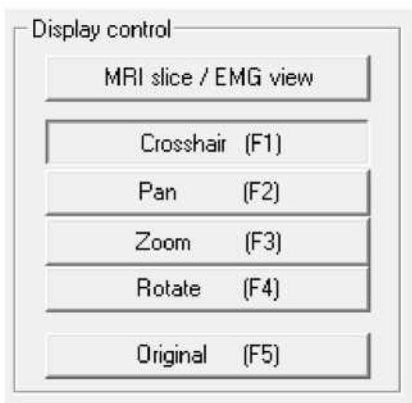 Display control
MRI slice / EMG view
Crosshair (F1)
Pan (F2)
Zoom (F3)
Rotate (F4)
Original (F5)